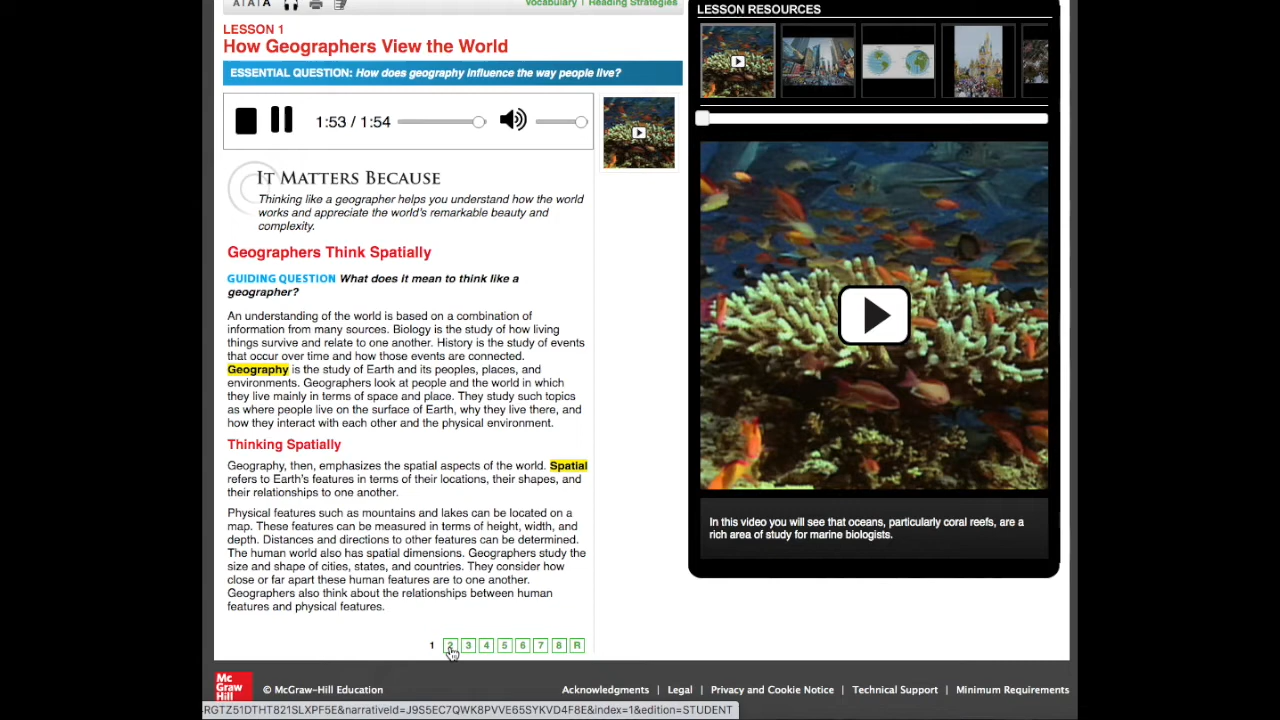 A A A
Vocabulary | Reading Strategies
LESSON 1
How Geographers View the World
ESSENTIAL QUESTION: How does geography influence the way people live?
1:53 / 1:54
IT MATTERS BECAUSE
Thinking like a geographer helps you understand how the world
works and appreciate the world's remarkable beauty and
complexity.
Geographers Think Spatially
GUIDING QUESTION What does it mean to think like a
geographer?
An understanding of the world is based on a combination of
information from many sources. Biology is the study of how living
things survive and relate to one another. History is the study of events
that occur over time and how those events are connected.
Geography is the study of Earth and its peoples, places, and
environments. Geographers look at people and the world in which
they live mainly in terms of space and place. They study such topics
as where people live on the surface of Earth, why they live there, and
how they interact with each other and the physical environment.
Thinking Spatially
Geography, then, emphasizes the spatial aspects of the world. Spatial
refers to Earth's features in terms of their locations, their shapes, and
their relationships to one another.
Physical features such as mountains and lakes can be located on a
map. These features can be measured in terms of height, width, and
depth. Distances and directions to other features can be determined.
The human world also has spatial dimensions. Geographers study the
size and shape of cities, states, and countries. They consider how
close or far apart these human features are to one another.
Geographers also think about the relationships between human
features and physical features.
1 2 3 4 5 6 7 8 R
LESSON RESOURCES
In this video you will see that oceans, particularly coral reefs, are a
rich area of study for marine biologists.
Mc
Graw
Hill
© McGraw-Hill Education
Acknowledgments | Legal | Privacy and Cookie Notice | Technical Support | Minimum Requirements
RGTZ51DTHT821SLXPF5E&narrativeId=J9S5EC7QWK8PVVE65SYKVD4F8E&index=1&edition=STUDENT